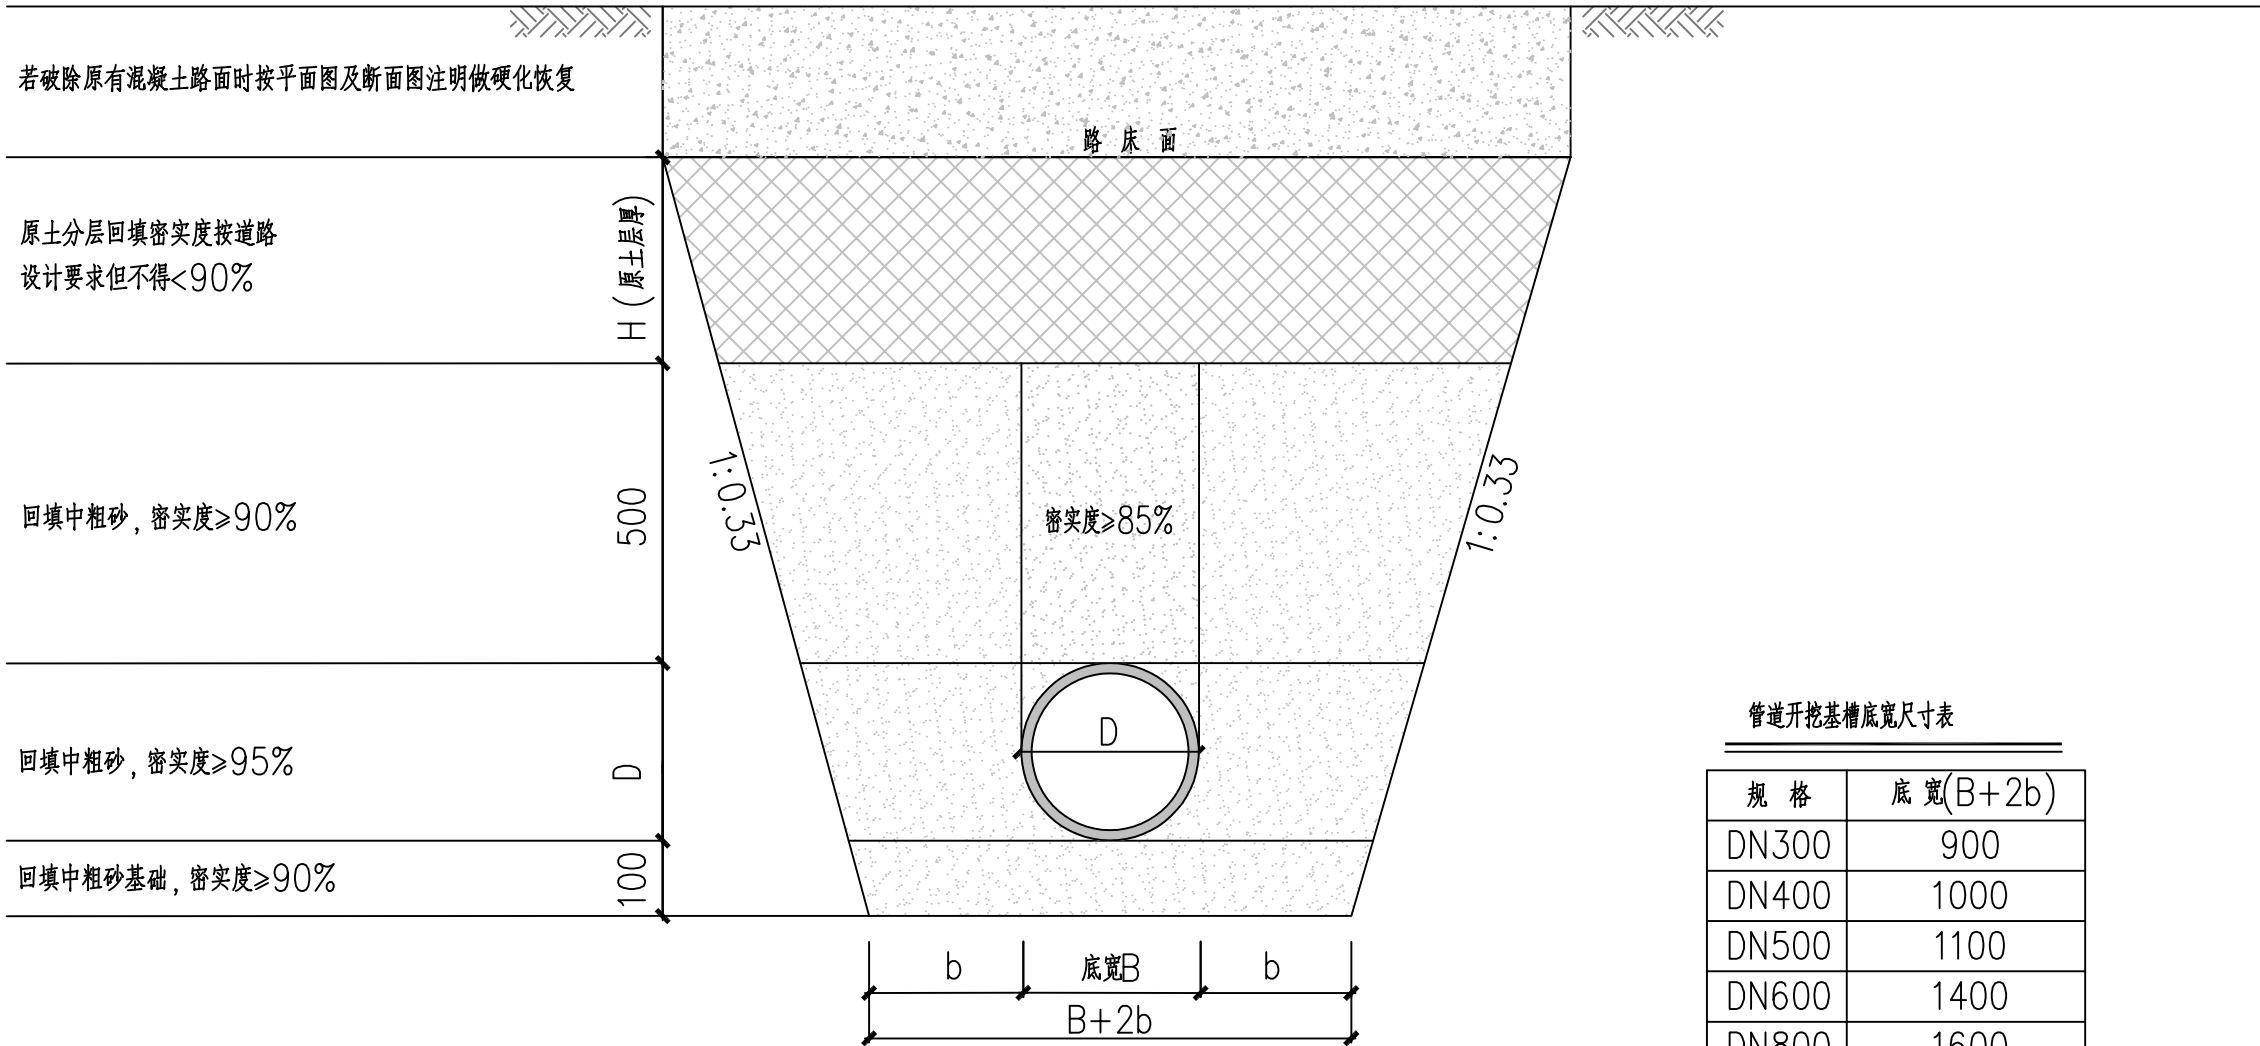 若破除原有混凝土路面时按平面图及断面图注明做硬化恢复
路床面
原土分层回填密实度按道路
设计要求但不得<90%
H(原土层厚)
1:0.33
1:0.33
回填中粗砂,密实度≥90%
500
密实度≥85%
回填中粗砂,密实度≥95%
D
D
回填中粗砂基础,密实度≥90%
100
b
底宽B
b
B+2b
管道开挖基槽底宽尺寸表
规格 底宽(B+2b)
DN300 900
DN400 1000
DN500 1100
DN600 1400
DN800 1600